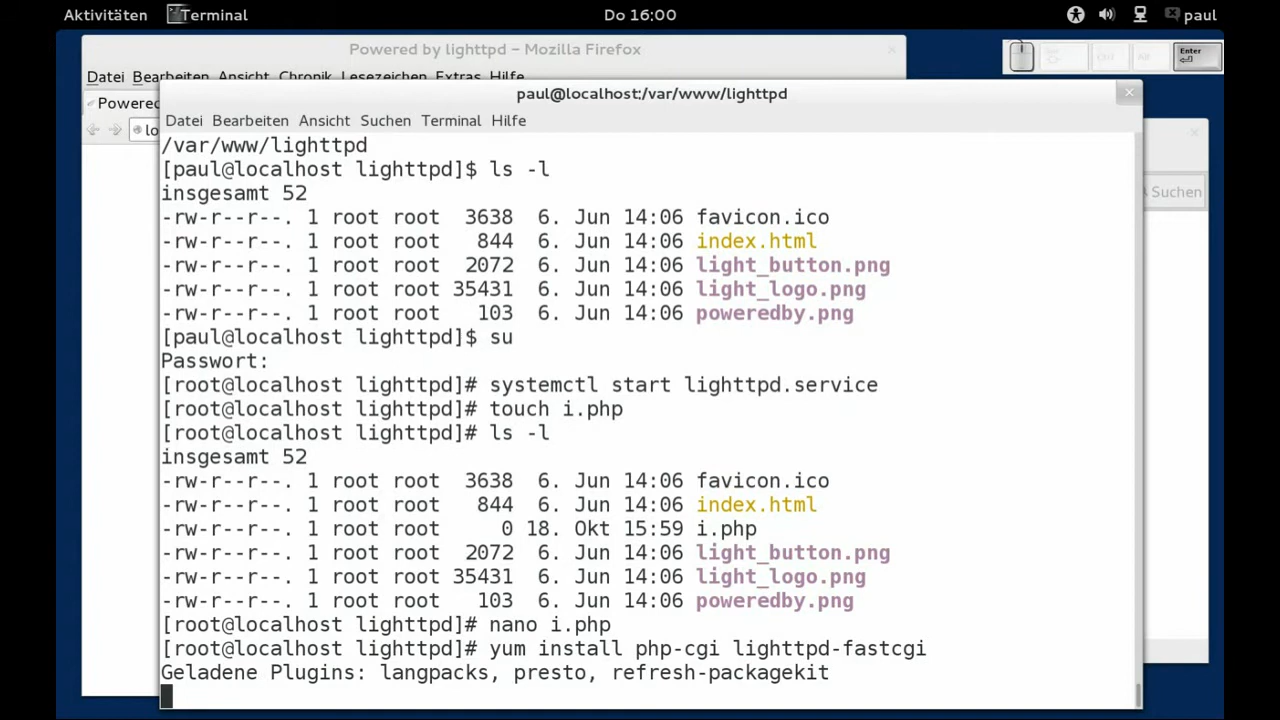 Aktivitäten Terminal Do 16:00 paul
Powered by lighttpd – Mozilla Firefox
Enter
Datei Bearbeiten Ansicht Chronik Lesezeichen Extras Hilfe
paul@localhost:/var/www/lighttpd
Powered
Datei Bearbeiten Ansicht Suchen Terminal Hilfe
lo
/var/www/lighttpd
[paul@localhost lighttpd]$ ls -l
insgesamt 52
Suchen
-rw-r--r--. 1 root root  3638  6. Jun 14:06 favicon.ico
-rw-r--r--. 1 root root   844  6. Jun 14:06 index.html
-rw-r--r--. 1 root root  2072  6. Jun 14:06 light_button.png
-rw-r--r--. 1 root root 35431  6. Jun 14:06 light_logo.png
-rw-r--r--. 1 root root   103  6. Jun 14:06 poweredby.png
[paul@localhost lighttpd]$ su
Passwort:
[root@localhost lighttpd]# systemctl start lighttpd.service
[root@localhost lighttpd]# touch i.php
[root@localhost lighttpd]# ls -l
insgesamt 52
-rw-r--r--. 1 root root  3638  6. Jun 14:06 favicon.ico
-rw-r--r--. 1 root root   844  6. Jun 14:06 index.html
-rw-r--r--. 1 root root     0 18. Okt 15:59 i.php
-rw-r--r--. 1 root root  2072  6. Jun 14:06 light_button.png
-rw-r--r--. 1 root root 35431  6. Jun 14:06 light_logo.png
-rw-r--r--. 1 root root   103  6. Jun 14:06 poweredby.png
[root@localhost lighttpd]# nano i.php
[root@localhost lighttpd]# yum install php-cgi lighttpd-fastcgi
Geladene Plugins: langpacks, presto, refresh-packagekit